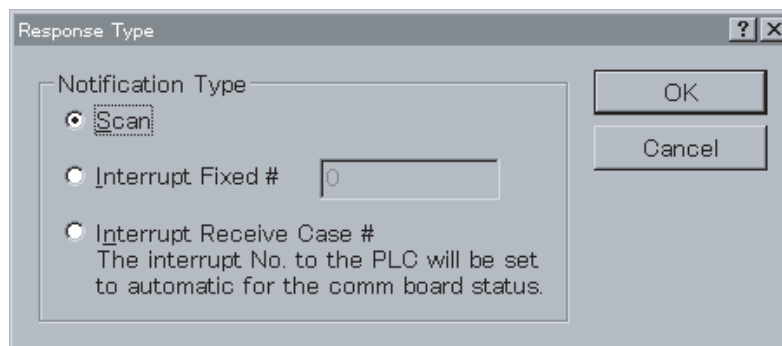 Response Type
Notification Type
Scan
Interrupt Fixed #
0
Interrupt Receive Case #
The interrupt No. to the PLC will be set
to automatic for the comm board status.
OK
Cancel